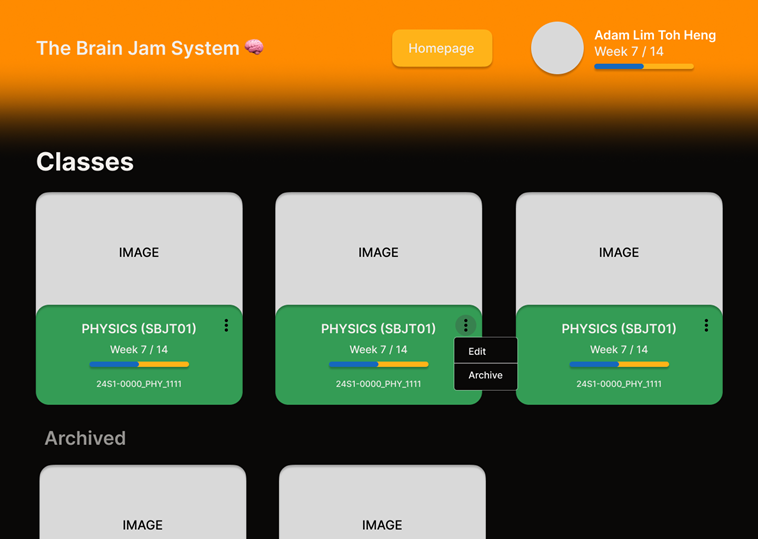 The Brain Jam System 🧠
Homepage
Adam Lim Toh Heng
Week 7 / 14
Classes
IMAGE
IMAGE
IMAGE
PHYSICS (SBJT01)
Week 7 / 14
24S1-0000_PHY_1111
PHYSICS (SBJT01)
Week 7 / 14
24S1-0000_PHY_1111
Edit
Archive
PHYSICS (SBJT01)
Week 7 / 14
24S1-0000_PHY_1111
Archived
IMAGE
IMAGE